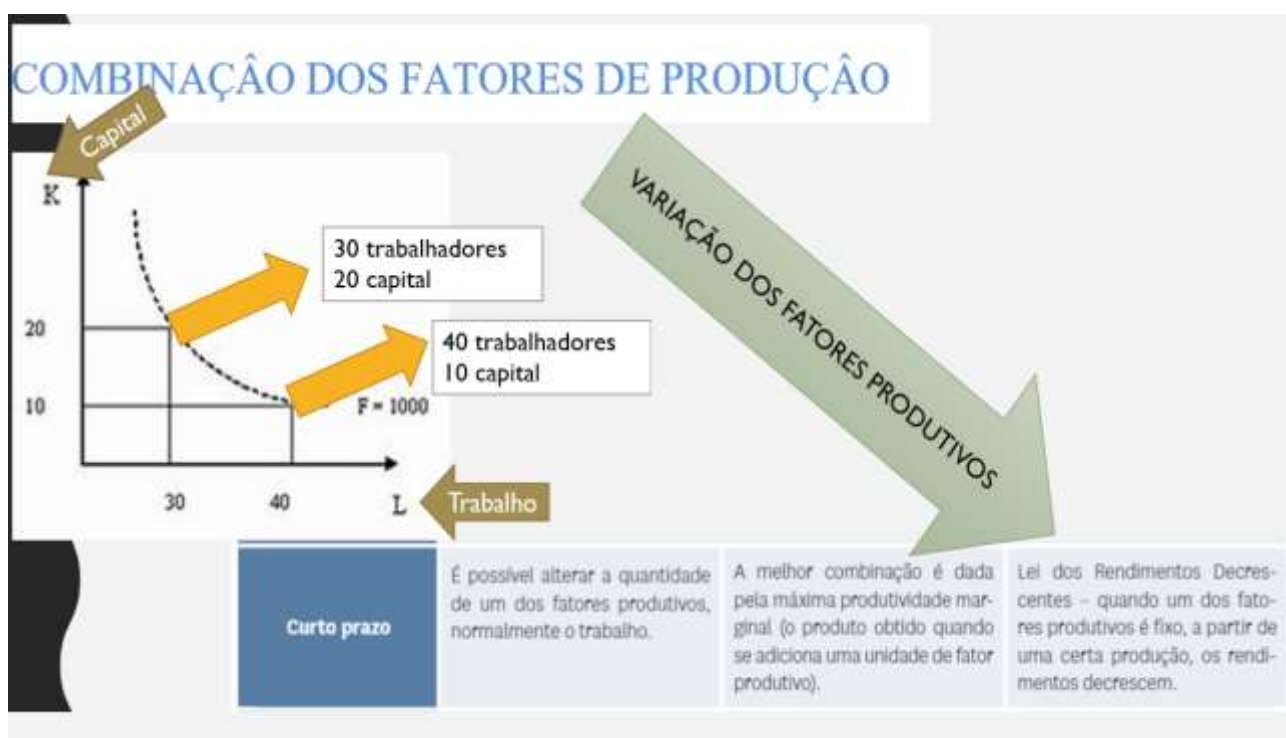 COMBINAÇÂO DOS FATORES DE PRODUÇÂO
Capital
K
30 trabalhadores
20 capital
20
40 trabalhadores
10 capital
10
F = 1000
30
40
L
Trabalho
VARIAÇÃO DOS FATORES PRODUTIVOS
Curto prazo
É possível alterar a quantidade
de um dos fatores produtivos,
normalmente o trabalho.
A melhor combinação é dada
pela máxima produtividade mar-
ginal (o produto obtido quando
se adiciona uma unidade de fator
produtivo).
Lei dos Rendimentos Decres-
centes – quando um dos fato-
res produtivos é fixo, a partir de
uma certa produção, os rendi-
mentos decrescem.